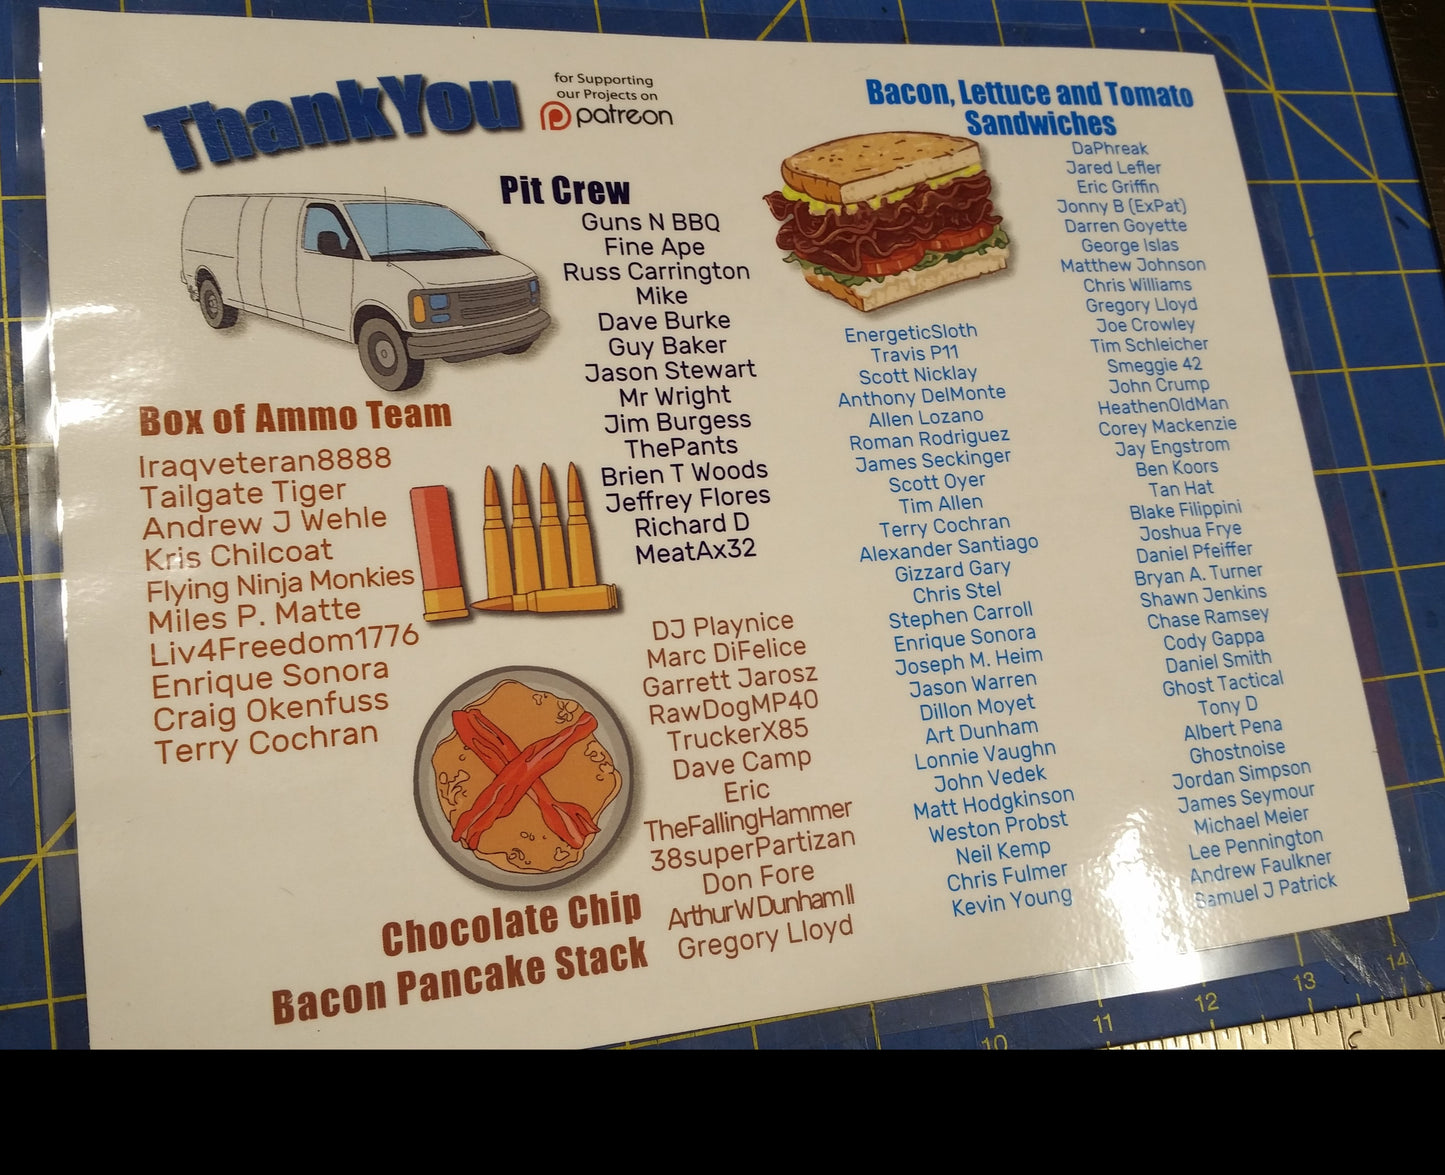 ThankYou
for Supporting
our Projects on
patreon
Pit Crew
Guns N BBQ
Fine Ape
Russ Carrington
Mike
Dave Burke
Guy Baker
Jason Stewart
Mr Wright
Jim Burgess
ThePants
Brien T Woods
Jeffrey Flores
Richard D
MeatAx32
Box of Ammo Team
Iraqveteran8888
Tailgate Tiger
Andrew J Wehle
Kris Chilcoat
Flying Ninja Monkies
Miles P. Matte
Liv4Freedom1776
Enrique Sonora
Craig Okenfuss
Terry Cochran
Chocolate Chip
Bacon Pancake Stack
DJ Playnice
Marc DiFelice
Garrett Jarosz
RawDogMP40
TruckerX85
Dave Camp
Eric
TheFallingHammer
38superPartizan
Don Fore
ArthurWDunhamII
Gregory Lloyd
Bacon, Lettuce and Tomato
Sandwiches
EnergeticSloth
Travis P11
Scott Nicklay
Anthony DelMonte
Allen Lozano
Roman Rodriguez
James Seckinger
Scott Oyer
Tim Allen
Terry Cochran
Alexander Santiago
Gizzard Gary
Chris Stel
Stephen Carroll
Enrique Sonora
Joseph M. Heim
Jason Warren
Dillon Moyet
Art Dunham
Lonnie Vaughn
John Vedek
Matt Hodgkinson
Weston Probst
Neil Kemp
Chris Fulmer
Kevin Young
DaPhreak
Jared Lefler
Eric Griffin
Jonny B (ExPat)
Darren Goyette
George Islas
Matthew Johnson
Chris Williams
Gregory Lloyd
Joe Crowley
Tim Schleicher
Smeggie 42
John Crump
HeathenOldMan
Corey Mackenzie
Jay Engstrom
Ben Koors
Tan Hat
Blake Filippini
Joshua Frye
Daniel Pfeiffer
Bryan A. Turner
Shawn Jenkins
Chase Ramsey
Cody Gappa
Daniel Smith
Ghost Tactical
Tony D
Albert Pena
Ghostnoise
Jordan Simpson
James Seymour
Michael Meier
Lee Pennington
Andrew Faulkner
Samuel J Patrick
10 11 12 13 14